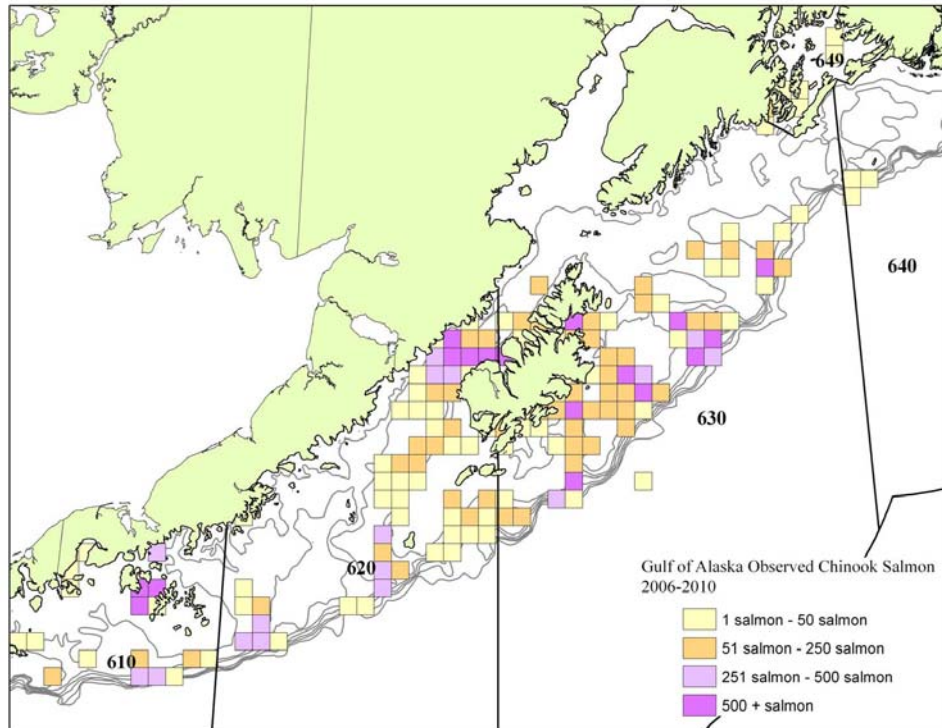 649
640
630
620
610
Gulf of Alaska Observed Chinook Salmon
2006-2010
1 salmon - 50 salmon
51 salmon - 250 salmon
251 salmon - 500 salmon
500 + salmon